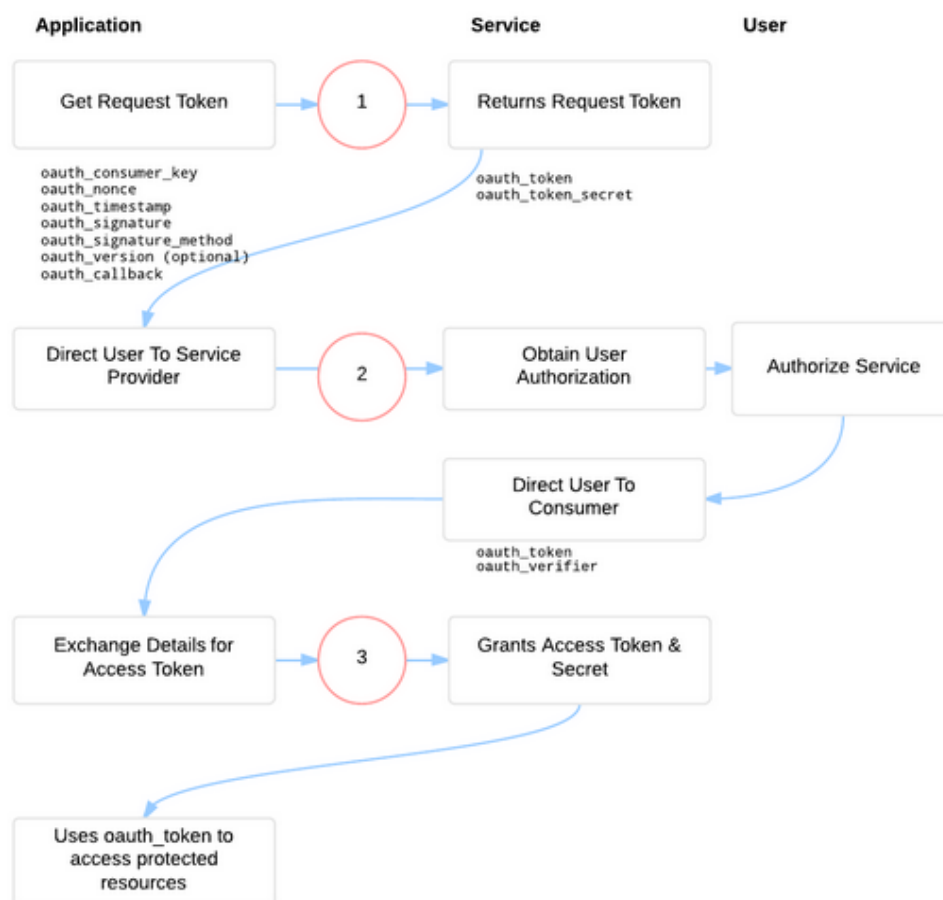 Application
Service
User
Get Request Token
1
Returns Request Token
oauth_consumer_key
oauth_nonce
oauth_timestamp
oauth_signature
oauth_signature_method
oauth_version (optional)
oauth_callback
oauth_token
oauth_token_secret
Direct User To Service
Provider
2
Obtain User
Authorization
Authorize Service
Direct User To
Consumer
oauth_token
oauth_verifier
Exchange Details for
Access Token
3
Grants Access Token &
Secret
Uses oauth_token to
access protected
resources